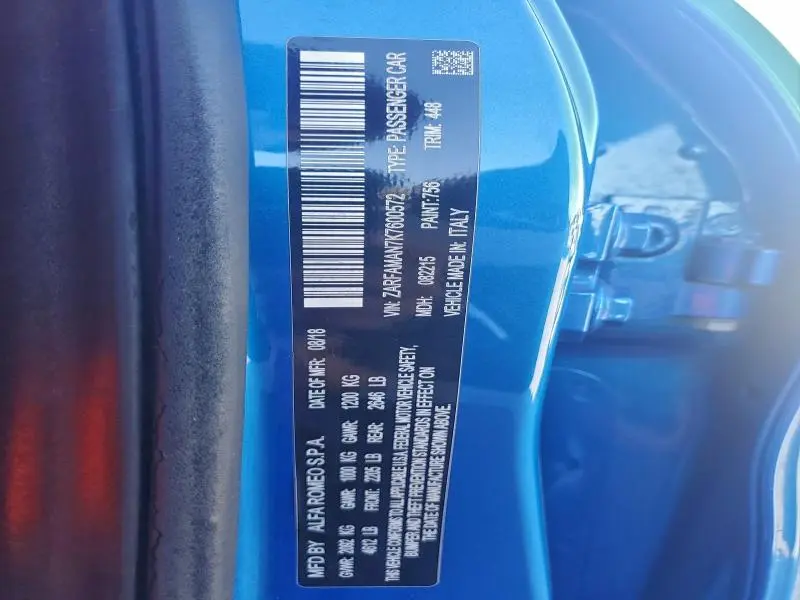 MFD BY ALFA ROMEO S.P.A. DATE OF MFR: 08/18
GVWR: 2092 KG GAWR: 1000 KG GAWR: 1200 KG
4612 LB FRONT: 2205 LB REAR: 2646 LB
THIS VEHICLE CONFORMS TO ALL APPLICABLE U.S.A. FEDERAL MOTOR VEHICLE SAFETY,
BUMPER AND THEFT PREVENTION STANDARDS IN EFFECT ON
THE DATE OF MANUFACTURE SHOWN ABOVE.
VIN: ZARFAMAN7K7600572 TYPE: PASSENGER CAR
MDH: 082215 PAINT:756 TRIM: 448
VEHICLE MADE IN: ITALY